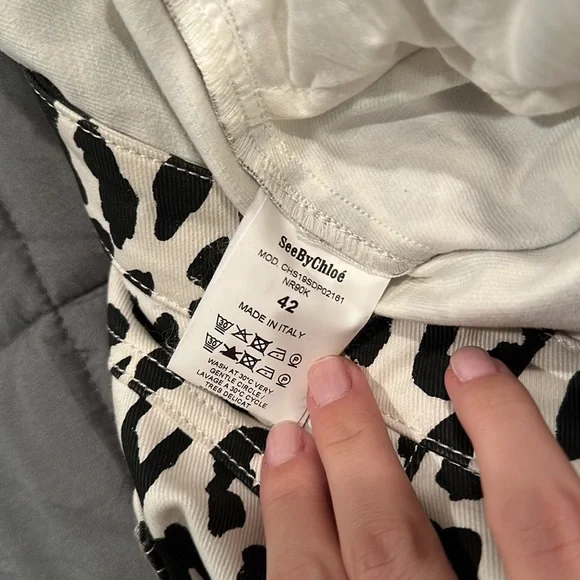 SeeByChloé
MOD. CHS19SDP02161
NR90K
42
MADE IN ITALY
WASH AT 30°C VERY
GENTLE CIRCLE /
LAVAGE A 30°C CYCLE
TRES DELICAT